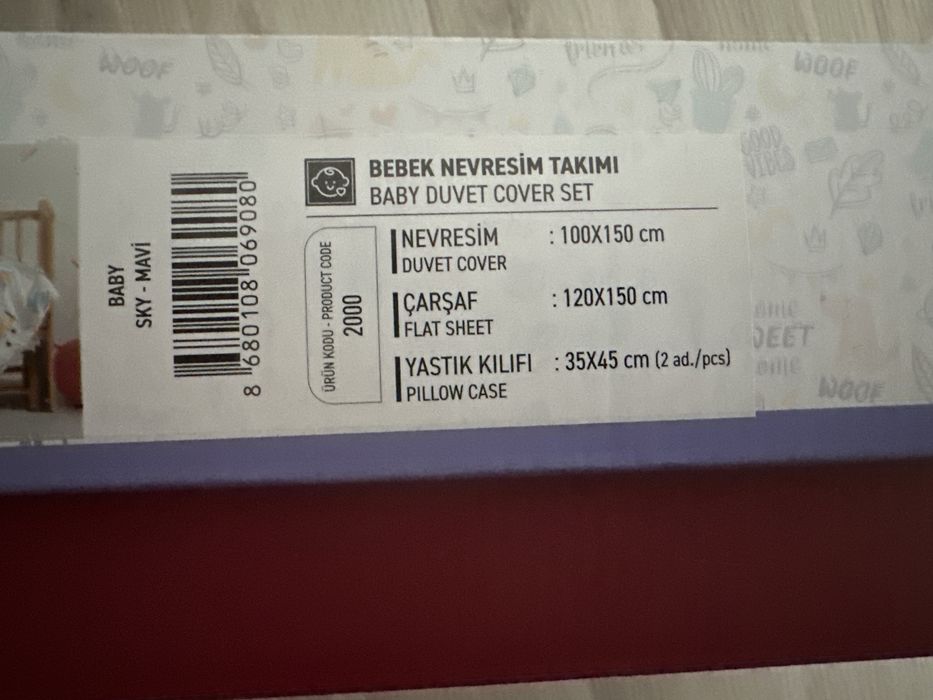 WOOF
friends
WOOF
GOOD
VIBES
BEBEK NEVRESİM TAKIMI
BABY DUVET COVER SET
BABY
SKY - MAVİ
8 680108 069080
ÜRÜN KODU - PRODUCT CODE
2000
NEVRESİM : 100X150 cm
DUVET COVER
ÇARŞAF : 120X150 cm
FLAT SHEET
YASTIK KILIFI : 35X45 cm (2 ad./pcs)
PILLOW CASE
WOOF